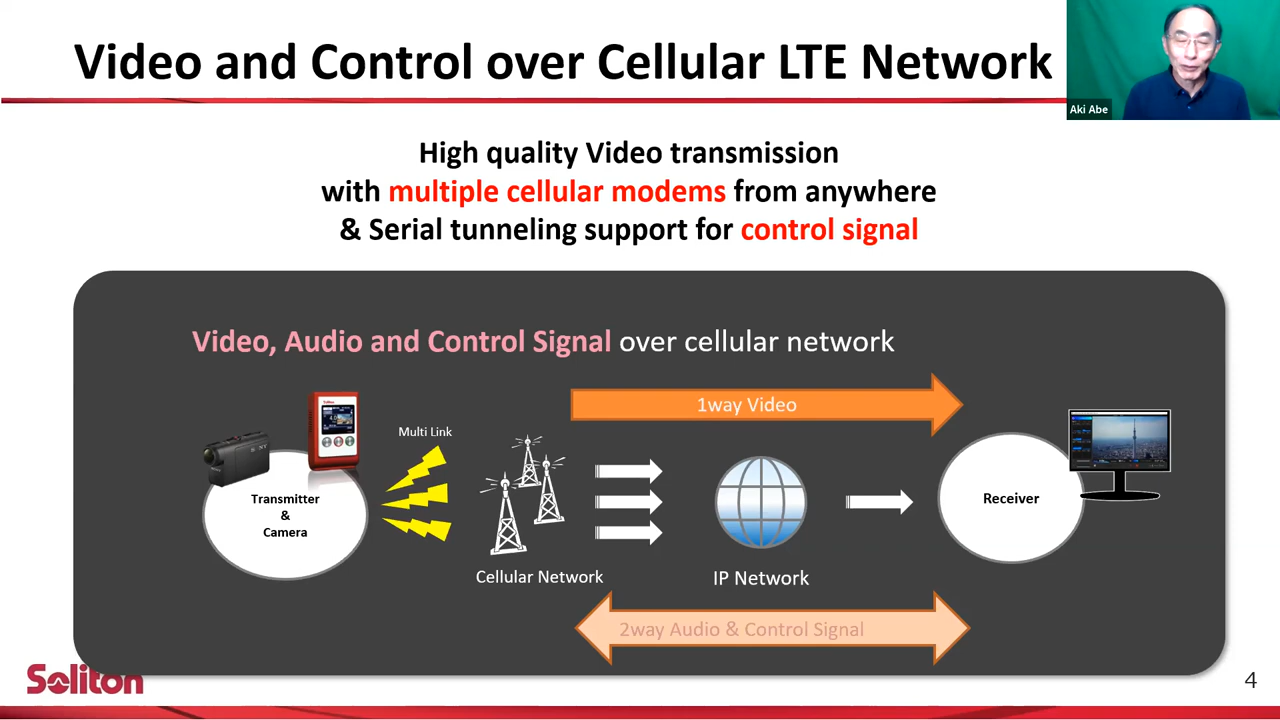 Video and Control over Cellular LTE Network
Aki Abe
High quality Video transmission
with multiple cellular modems from anywhere
& Serial tunneling support for control signal
Video, Audio and Control Signal over cellular network
1way Video
Soliton
Multi Link
Transmitter
&
Camera
Receiver
Cellular Network
IP Network
2way Audio & Control Signal
Soliton
4